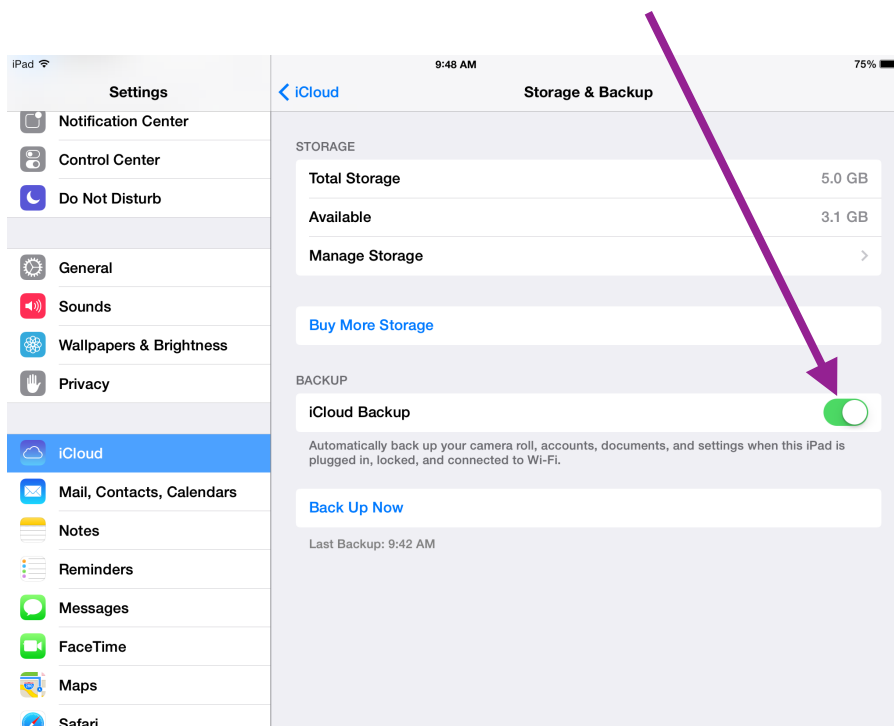 iPad
9:48 AM
75%
Settings
iCloud
Storage & Backup
Notification Center
Control Center
Do Not Disturb
General
Sounds
Wallpapers & Brightness
Privacy
iCloud
Mail, Contacts, Calendars
Notes
Reminders
Messages
FaceTime
Maps
Safari
STORAGE
Total Storage 5.0 GB
Available 3.1 GB
Manage Storage
Buy More Storage
BACKUP
iCloud Backup
Automatically back up your camera roll, accounts, documents, and settings when this iPad is
plugged in, locked, and connected to Wi-Fi.
Back Up Now
Last Backup: 9:42 AM